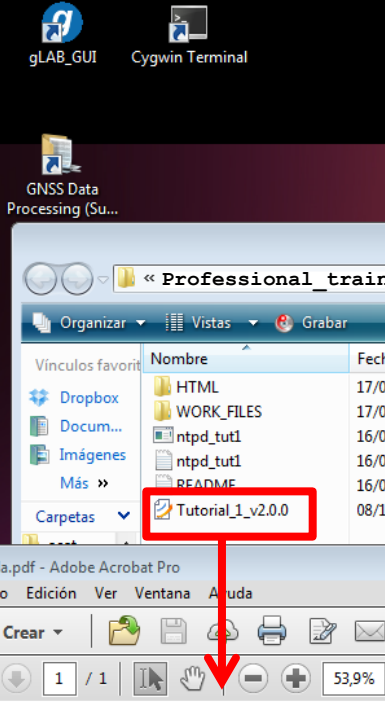 gLAB_GUI
Cygwin Terminal
GNSS Data
Processing (Su...
« Professional_train
Organizar
Vistas
Grabar
Vínculos favorit
Dropbox
Docum...
Imágenes
Más »
Carpetas
Nombre
Fech
HTML
17/0
WORK_FILES
17/0
ntpd_tut1
16/0
ntpd_tut1
16/0
README
16/0
Tutorial_1_v2.0.0
08/1
a.pdf - Adobe Acrobat Pro
o Edición Ver Ventana Ayuda
Crear
1 / 1
53,9%